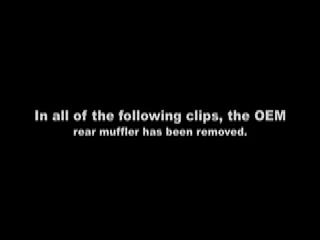 In all of the following clips, the OEM
rear muffler has been removed.